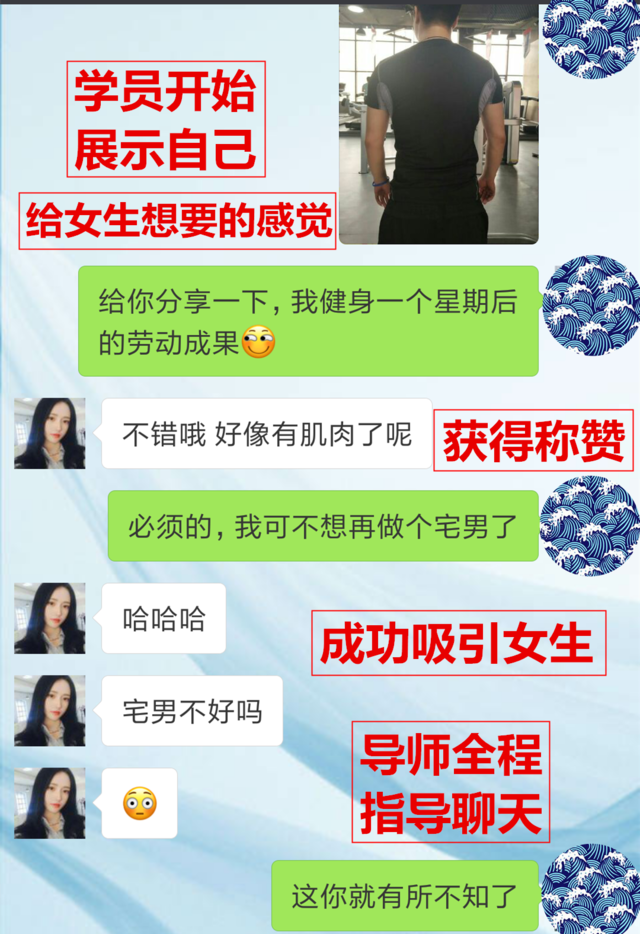 学员开始
展示自己
给女生想要的感觉
给你分享一下，我健身一个星期后
的劳动成果
不错哦 好像有肌肉了呢
获得称赞
必须的，我可不想再做个宅男了
哈哈哈
成功吸引女生
宅男不好吗
导师全程
指导聊天
这你就有所不知了